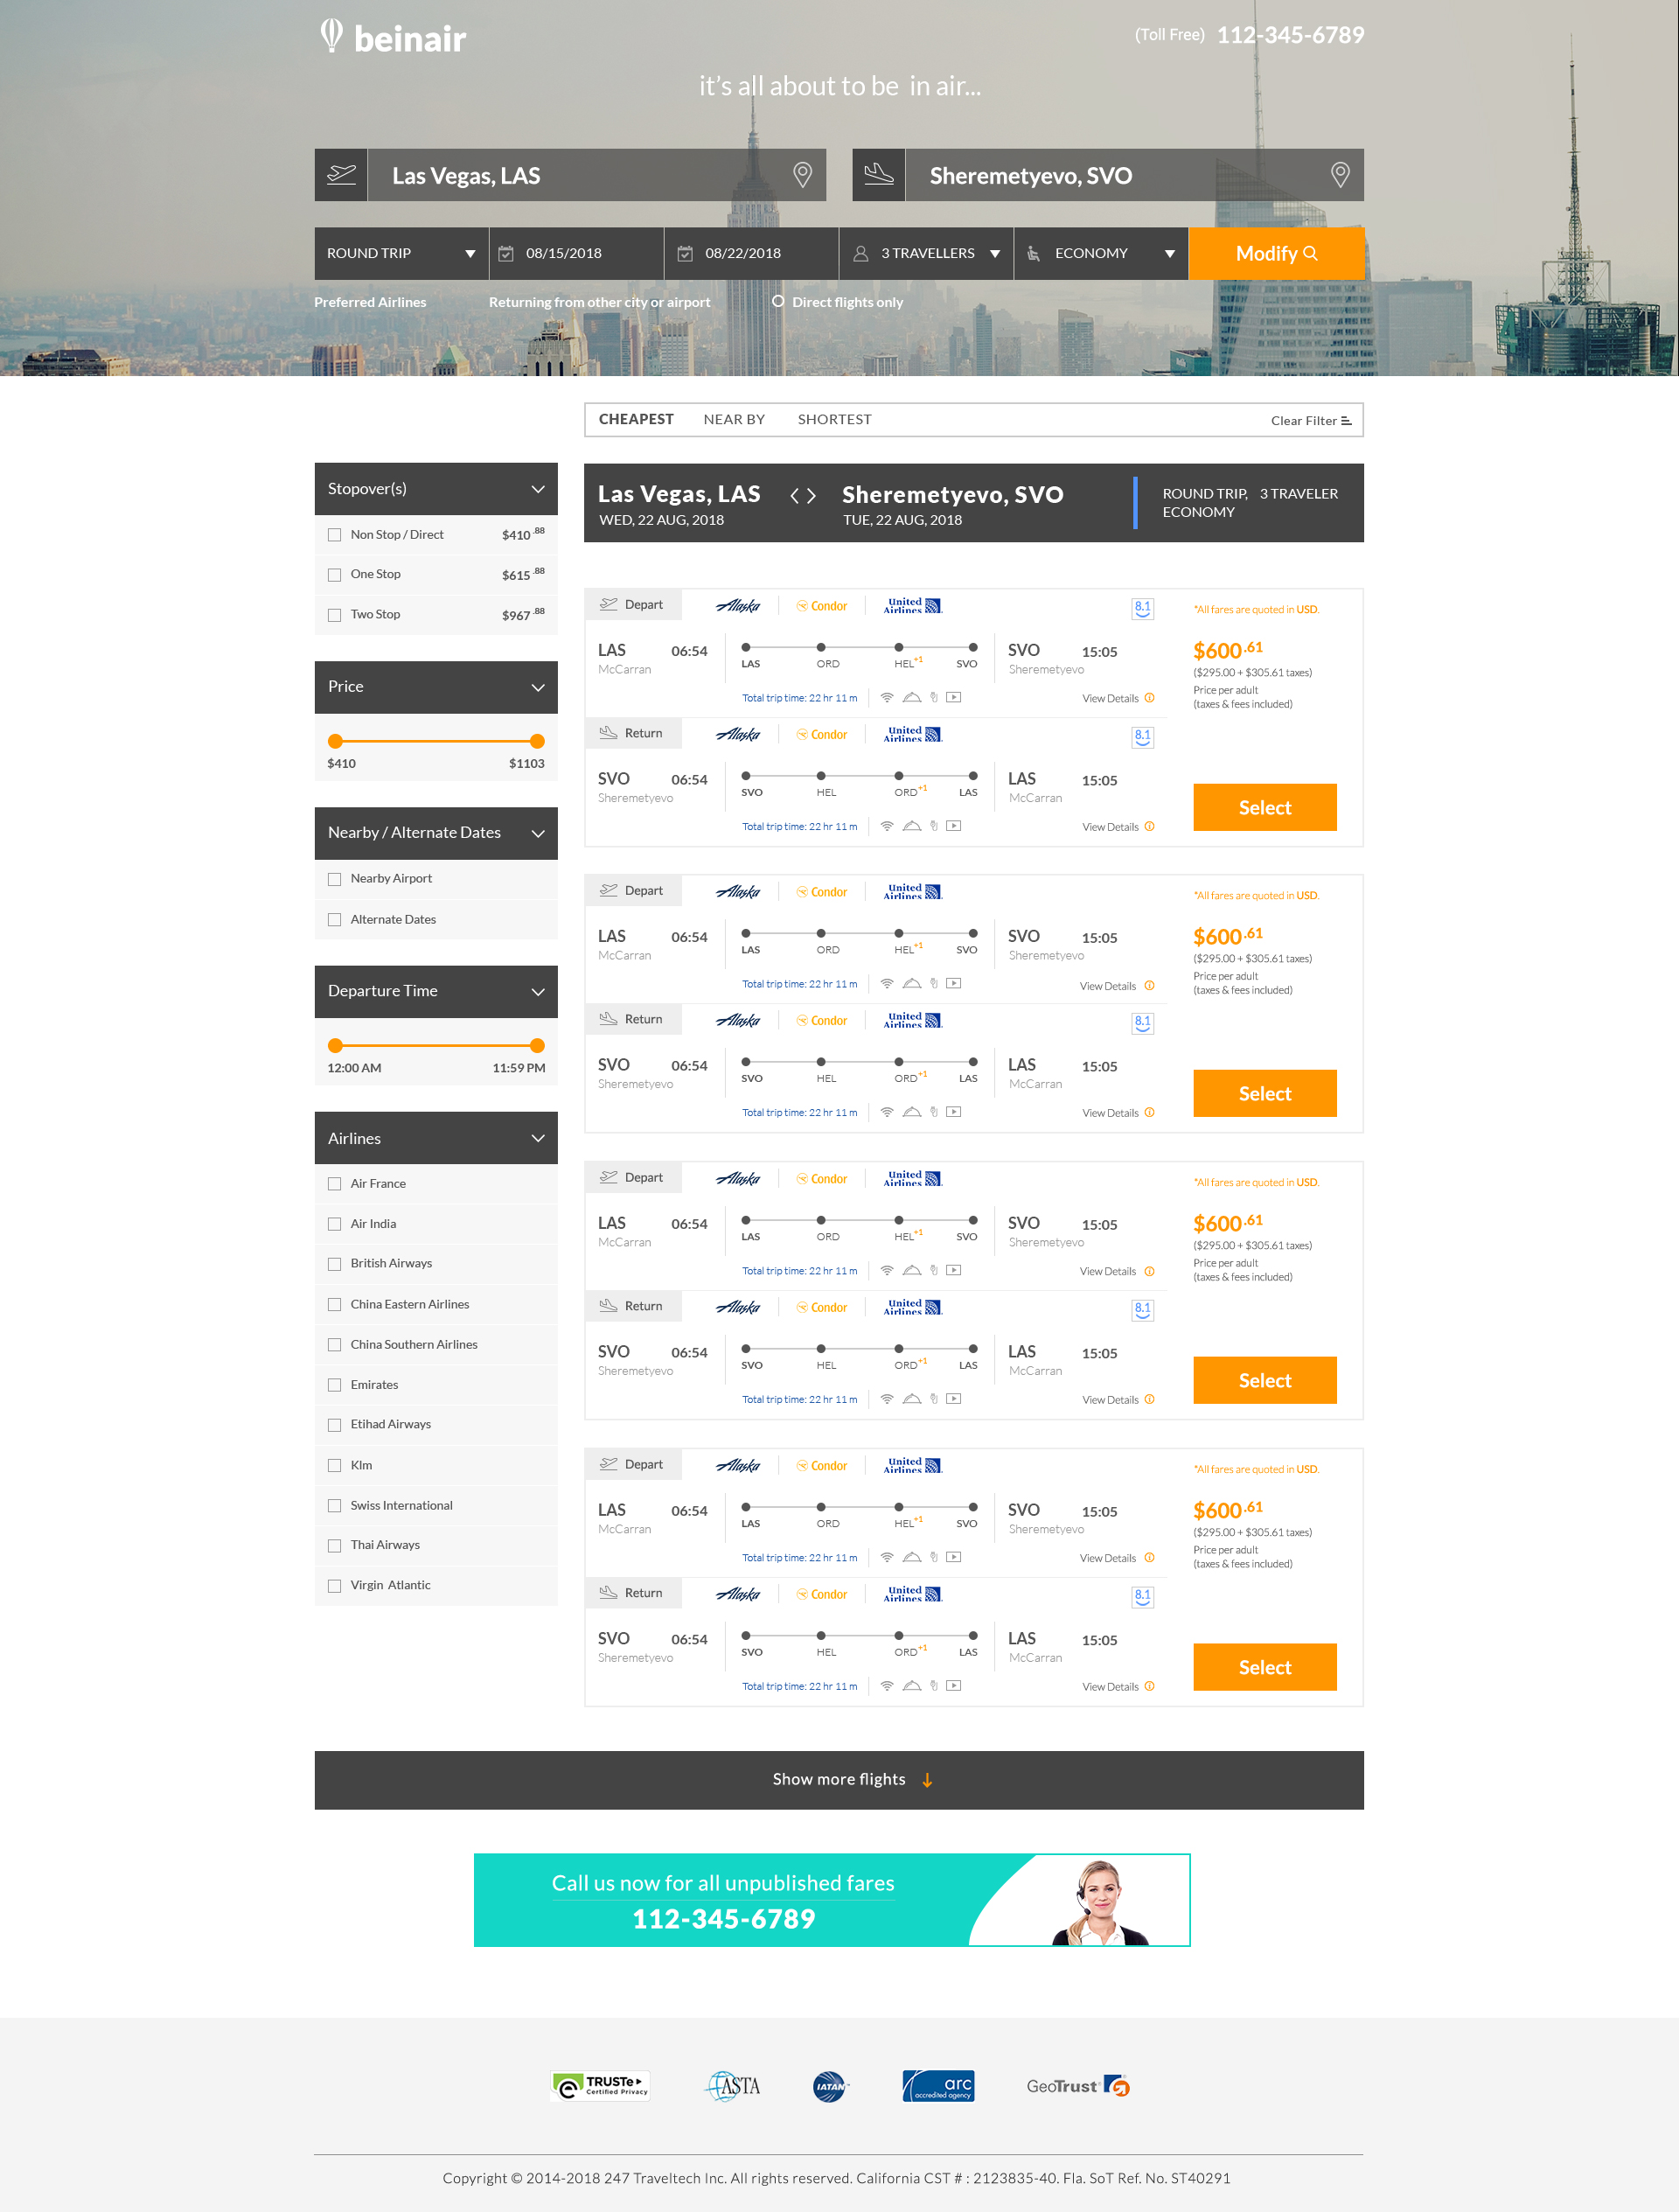 beinair
(Toll Free) 112-345-6789
it's all about to be in air...
Las Vegas, LAS
Sheremetyevo, SVO
ROUND TRIP
08/15/2018
08/22/2018
3 TRAVELLERS
ECONOMY
Modify
Preferred Airlines
Returning from other city or airport
Direct flights only
CHEAPEST NEAR BY SHORTEST Clear Filter
Stopover(s)
Non Stop / Direct $410 .88
One Stop $615 .88
Two Stop $967 .88
Price
$410 $1103
Nearby / Alternate Dates
Nearby Airport
Alternate Dates
Departure Time
12:00 AM 11:59 PM
Airlines
Air France
Air India
British Airways
China Eastern Airlines
China Southern Airlines
Emirates
Etihad Airways
Klm
Swiss International
Thai Airways
Virgin Atlantic
Las Vegas, LAS Sheremetyevo, SVO
WED, 22 AUG, 2018 TUE, 22 AUG, 2018
ROUND TRIP, 3 TRAVELER
ECONOMY
Depart Alaska Condor United Airlines 8.1
LAS 06:54 LAS ORD HEL+1 SVO SVO 15:05
McCarran Sheremetyevo
Total trip time: 22 hr 11 m View Details
Return Alaska Condor United Airlines 8.1
SVO 06:54 SVO HEL ORD+1 LAS LAS 15:05
Sheremetyevo McCarran
Total trip time: 22 hr 11 m View Details
*All fares are quoted in USD.
$600.61
($295.00 + $305.61 taxes)
Price per adult
(taxes & fees included)
Select
Depart Alaska Condor United Airlines
LAS 06:54 LAS ORD HEL+1 SVO SVO 15:05
McCarran Sheremetyevo
Total trip time: 22 hr 11 m View Details
Return Alaska Condor United Airlines 8.1
SVO 06:54 SVO HEL ORD+1 LAS LAS 15:05
Sheremetyevo McCarran
Total trip time: 22 hr 11 m View Details
*All fares are quoted in USD.
$600.61
($295.00 + $305.61 taxes)
Price per adult
(taxes & fees included)
Select
Depart Alaska Condor United Airlines
LAS 06:54 LAS ORD HEL+1 SVO SVO 15:05
McCarran Sheremetyevo
Total trip time: 22 hr 11 m View Details
Return Alaska Condor United Airlines 8.1
SVO 06:54 SVO HEL ORD+1 LAS LAS 15:05
Sheremetyevo McCarran
Total trip time: 22 hr 11 m View Details
*All fares are quoted in USD.
$600.61
($295.00 + $305.61 taxes)
Price per adult
(taxes & fees included)
Select
Depart Alaska Condor United Airlines
LAS 06:54 LAS ORD HEL+1 SVO SVO 15:05
McCarran Sheremetyevo
Total trip time: 22 hr 11 m View Details
Return Alaska Condor United Airlines 8.1
SVO 06:54 SVO HEL ORD+1 LAS LAS 15:05
Sheremetyevo McCarran
Total trip time: 22 hr 11 m View Details
*All fares are quoted in USD.
$600.61
($295.00 + $305.61 taxes)
Price per adult
(taxes & fees included)
Select
Show more flights
Call us now for all unpublished fares
112-345-6789
TRUSTe
Certified Privacy
ASTA
IATAN
arc
accredited agency
GeoTrust
Copyright © 2014-2018 247 Traveltech Inc. All rights reserved. California CST # : 2123835-40. Fla. SoT Ref. No. ST40291